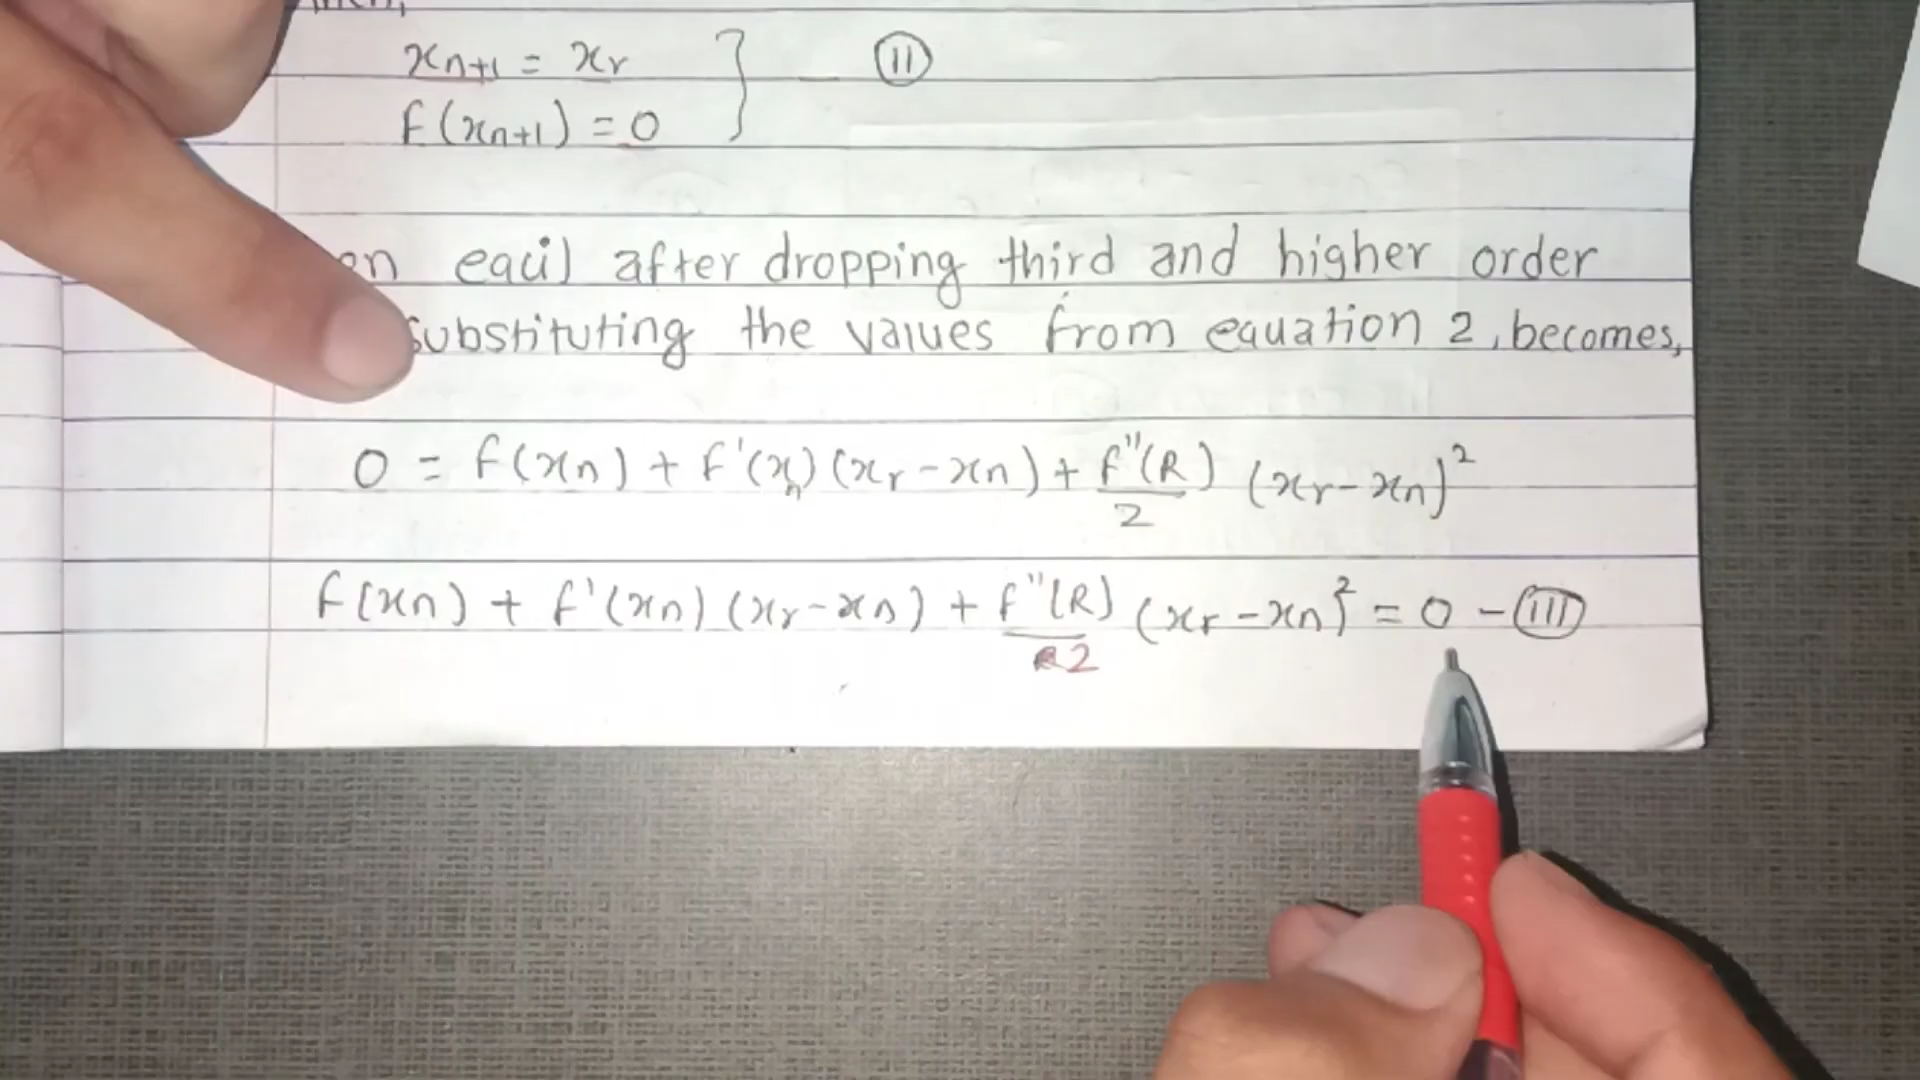 xn+1 = xr } — (II)
f(xn+1) = 0
en eq(i) after dropping third and higher order
substituting the values from equation 2, becomes,
0 = f(xn) + f'(xn) (xr - xn) + f''(R)/2 (xr - xn)²
f(xn) + f'(xn) (xr - xn) + f''(R)/2 (xr - xn)² = 0 - (III)